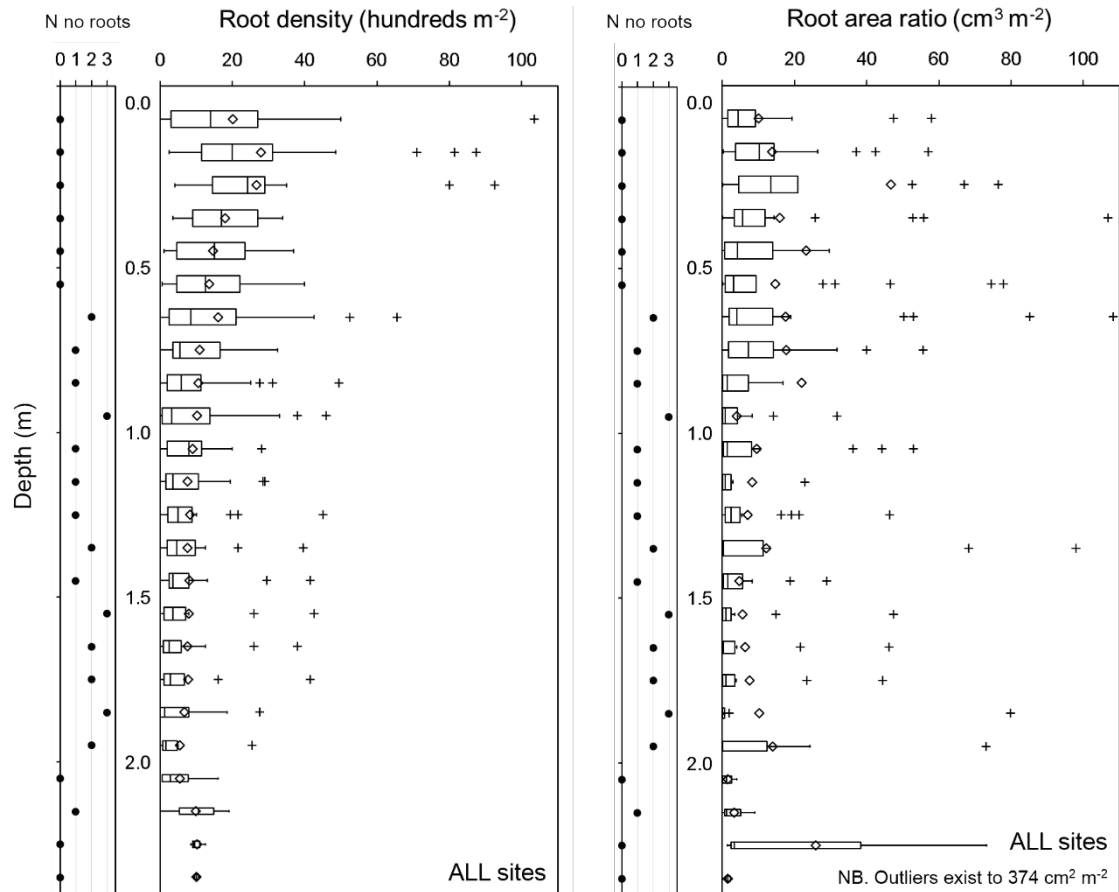 N no roots
Root density (hundreds m⁻²)
0 1 2 3
0 20 40 60 80 100
Depth (m)
0.0
0.5
1.0
1.5
2.0
ALL sites
N no roots
Root area ratio (cm³ m⁻²)
0 1 2 3
0 20 40 60 80 100
0.0
0.5
1.0
1.5
2.0
ALL sites
NB. Outliers exist to 374 cm² m⁻²